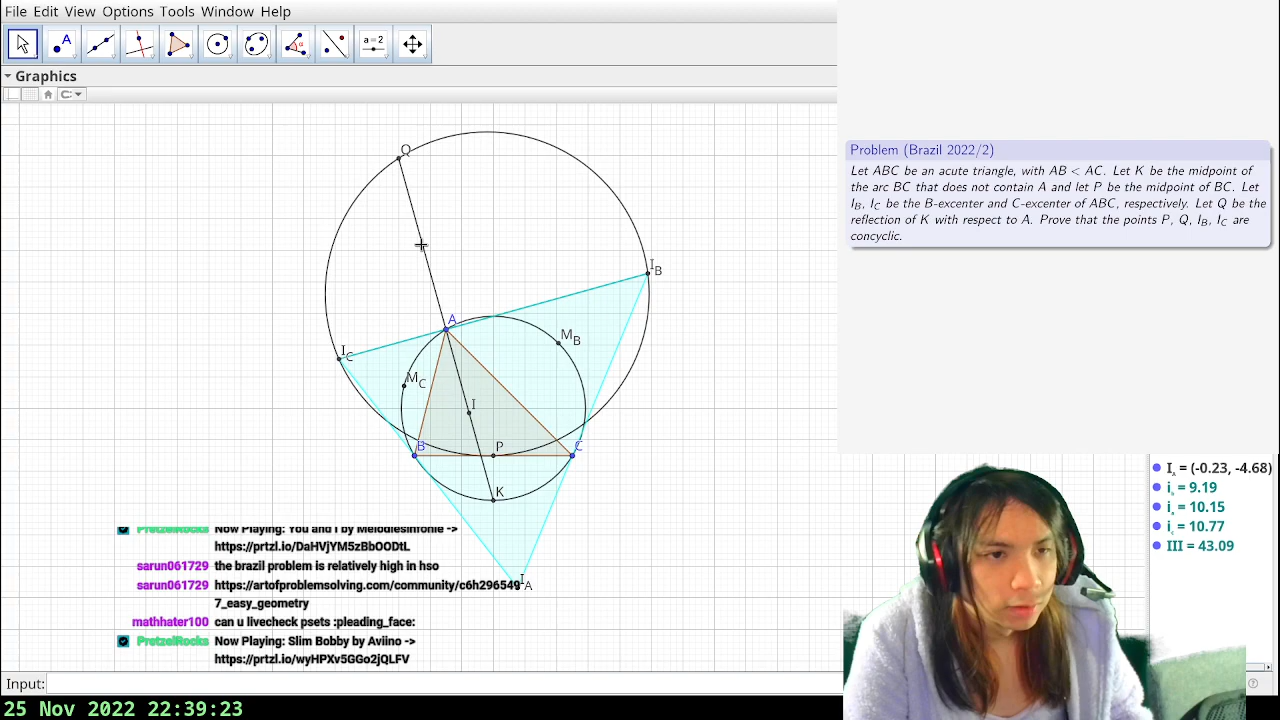 File Edit View Options Tools Window Help
A
a = 2
Graphics
Problem (Brazil 2022/2)
Let ABC be an acute triangle, with AB < AC. Let K be the midpoint of
the arc BC that does not contain A and let P be the midpoint of BC. Let
I_B, I_C be the B-excenter and C-excenter of ABC, respectively. Let Q be the
reflection of K with respect to A. Prove that the points P, Q, I_B, I_C are
concyclic.
Q
I_B
A
M_B
I_C
M_C
I
B
P
C
K
I_A
I = (-0.23, -4.68)
i = 9.19
i = 10.15
i = 10.77
III = 43.09
PretzelRocks Now Playing: You and I by Melodiesinfonie ->
https://prtzl.io/DaHVjYM5zBbOODtL
sarun061729 the brazil problem is relatively high in hso
sarun061729 https://artofproblemsolving.com/community/c6h296549
7_easy_geometry
mathhater100 can u livecheck psets :pleading_face:
PretzelRocks Now Playing: Slim Bobby by Aviino ->
https://prtzl.io/wyHPXv5GGo2jQLFV
Input:
25 Nov 2022 22:39:23